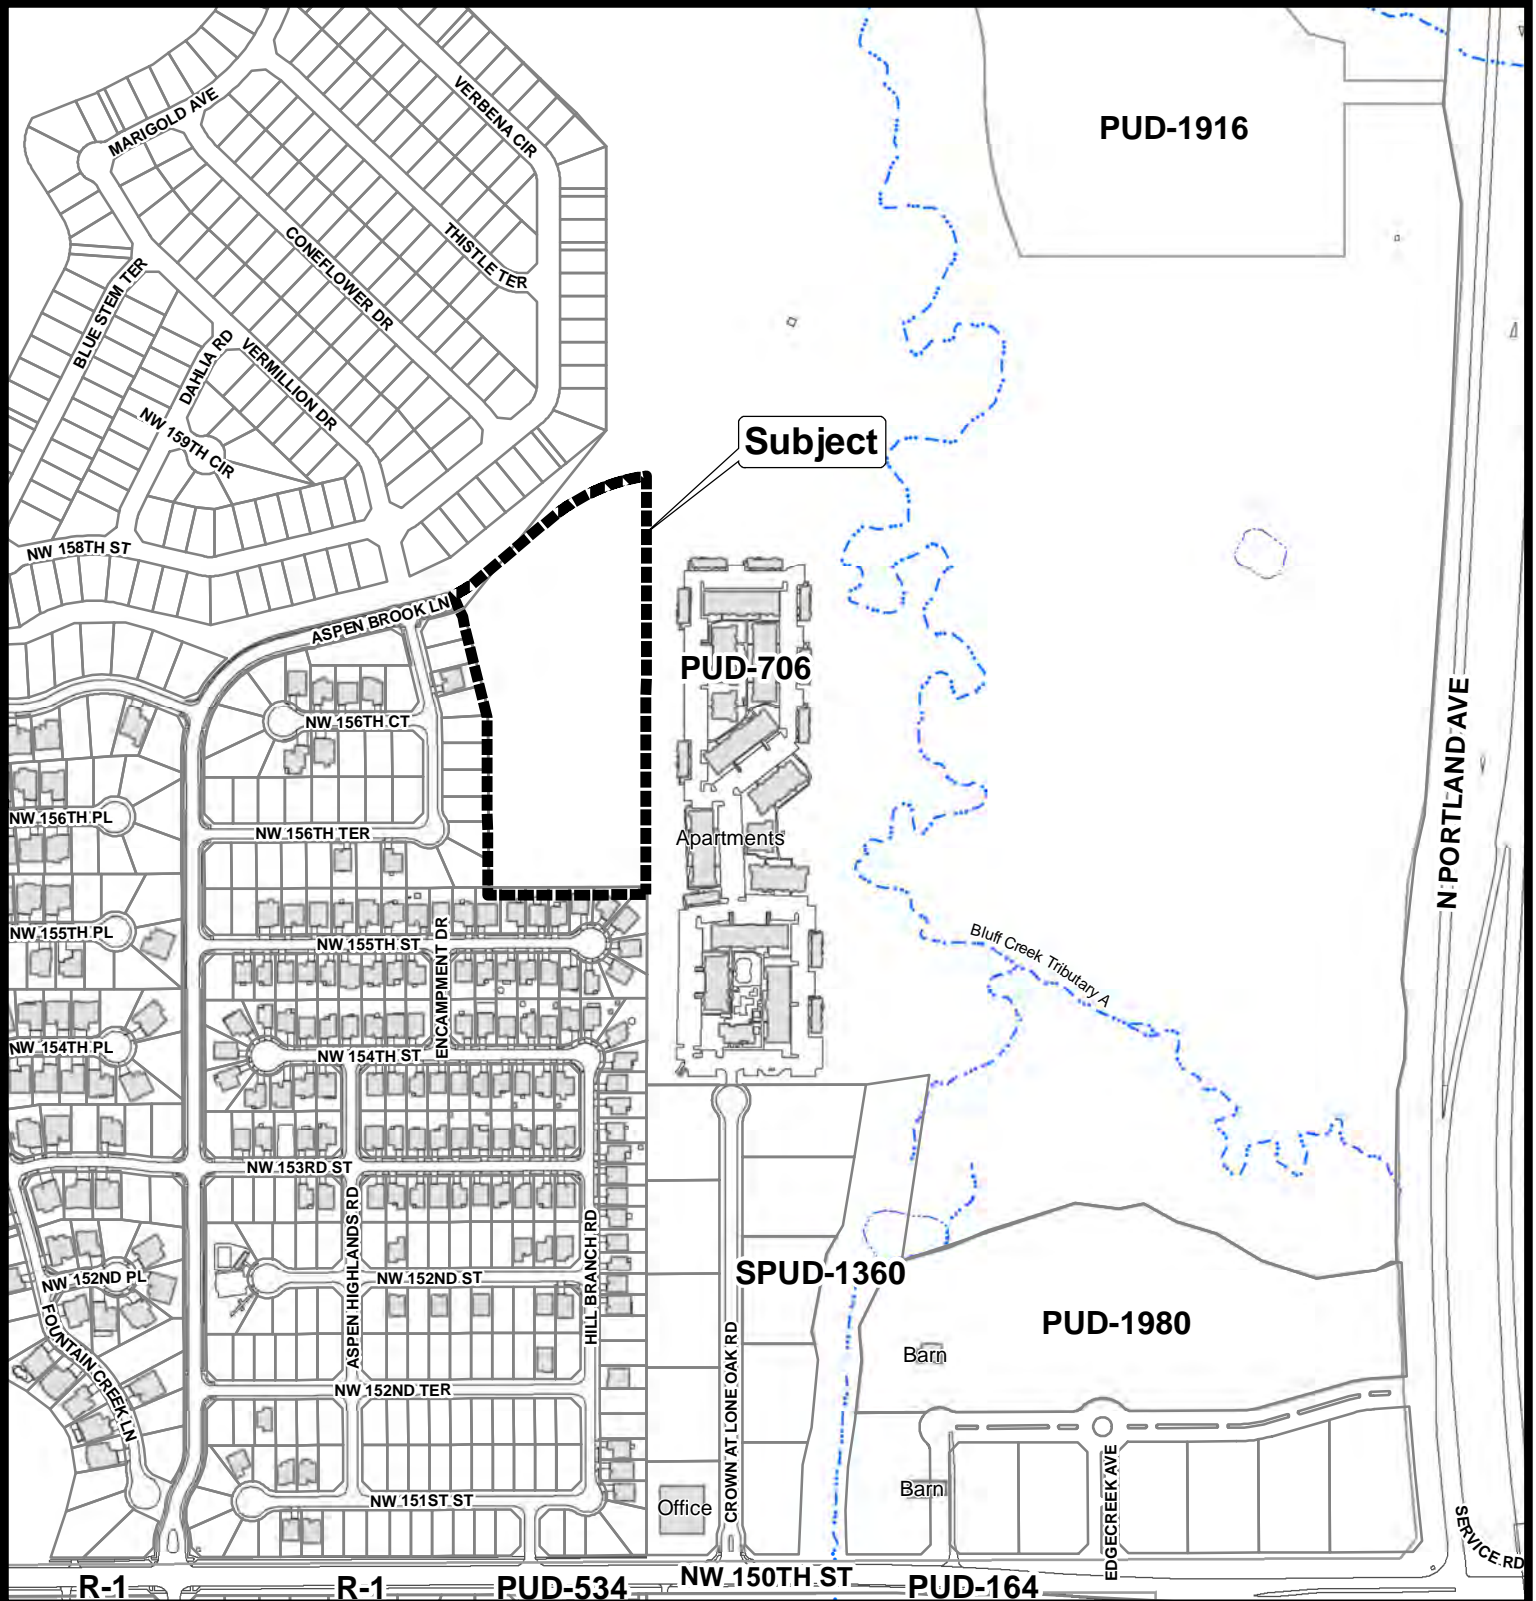 VERBENA CIR
MARIGOLD AVE
PUD-1916
THISTLE TER
CONEFLOWER DR
BLUE STEM TER
DAHLIA RD
VERMILLION DR
NW 159TH CIR
Subject
NW 158TH ST
ASPEN BROOK LN
PUD-706
NW 156TH CT
N PORTLAND AVE
NW 156TH PL
NW 156TH TER
Apartments
NW 155TH PL
NW 155TH ST
ENCAMPMENT DR
Bluff Creek Tributary A
NW 154TH PL
NW 154TH ST
NW 153RD ST
ASPEN HIGHLANDS RD
HILL BRANCH RD
NW 152ND PL
NW 152ND ST
SPUD-1360
PUD-1980
FOUNTAIN CREEK LN
Barn
NW 152ND TER
CROWN AT LONE OAK RD
NW 151ST ST
Office
Barn
EDGECREEK AVE
SERVICE RD
R-1
R-1
PUD-534
NW 150TH ST
PUD-164